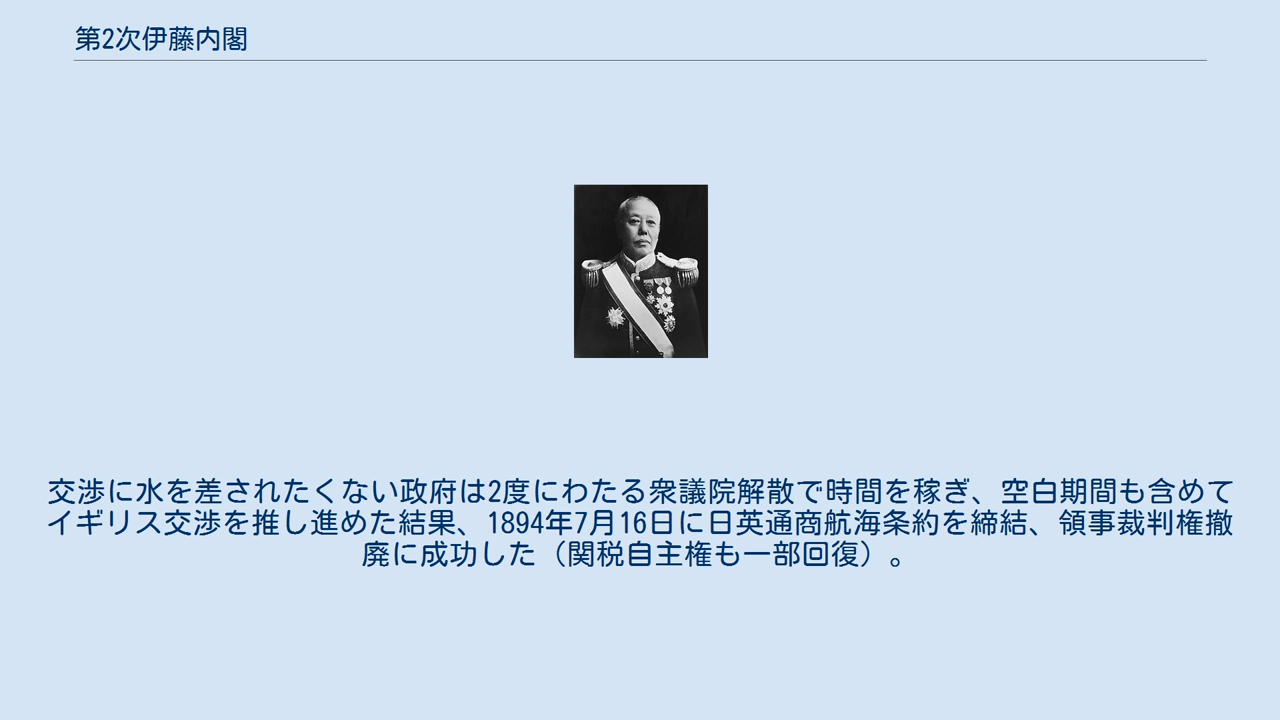 第2次伊藤内閣
交渉に水を差されたくない政府は2度にわたる衆議院解散で時間を稼ぎ、空白期間も含めて
イギリス交渉を推し進めた結果、1894年7月16日に日英通商航海条約を締結、領事裁判権撤
廃に成功した（関税自主権も一部回復）。